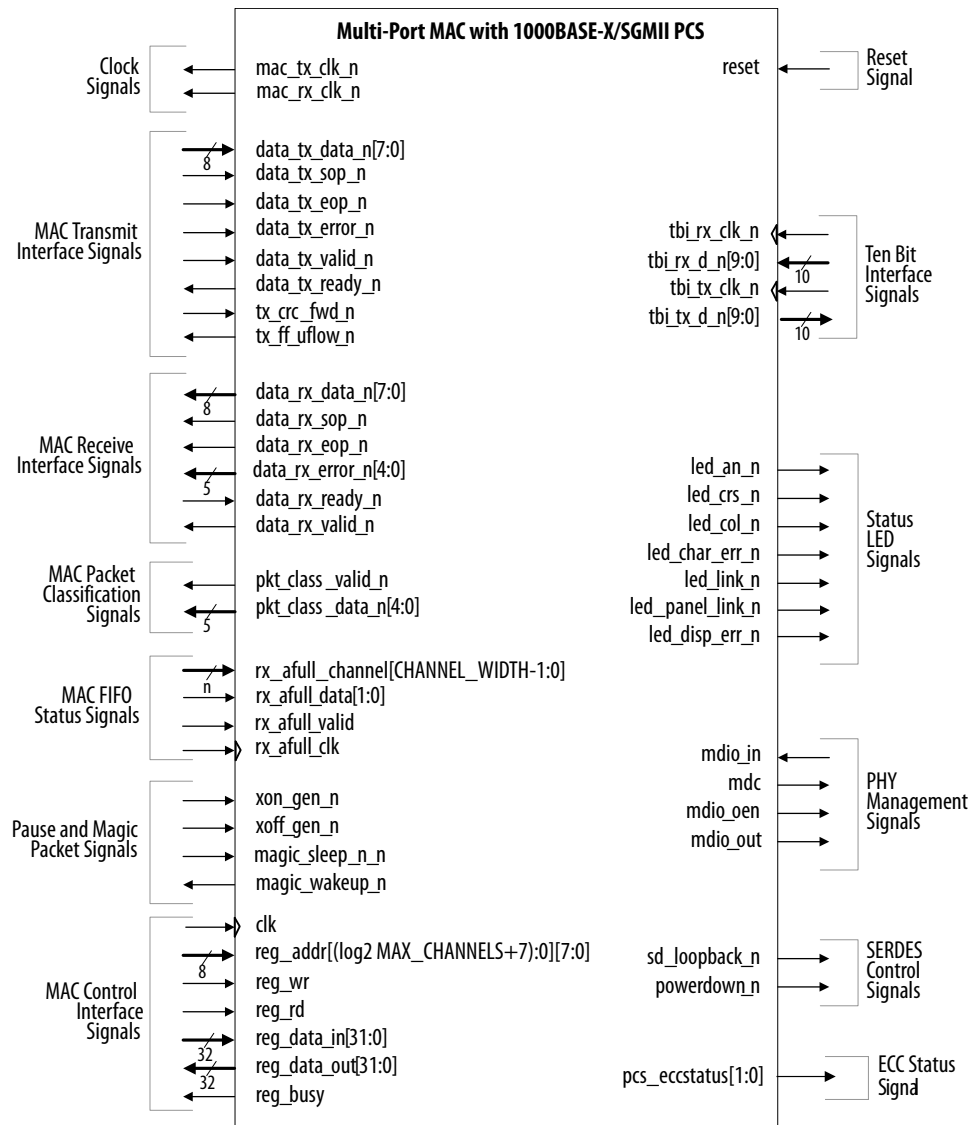 Multi-Port MAC with 1000BASE-X/SGMII PCS
Clock
Signals
mac_tx_clk_n
mac_rx_clk_n
MAC Transmit
Interface Signals
8
data_tx_data_n[7:0]
data_tx_sop_n
data_tx_eop_n
data_tx_error_n
data_tx_valid_n
data_tx_ready_n
tx_crc_fwd_n
tx_ff_uflow_n
MAC Receive
Interface Signals
8
data_rx_data_n[7:0]
data_rx_sop_n
data_rx_eop_n
5
data_rx_error_n[4:0]
data_rx_ready_n
data_rx_valid_n
MAC Packet
Classification
Signals
pkt_class_valid_n
5
pkt_class_data_n[4:0]
MAC FIFO
Status Signals
n
rx_afull_channel[CHANNEL_WIDTH-1:0]
rx_afull_data[1:0]
rx_afull_valid
rx_afull_clk
Pause and Magic
Packet Signals
xon_gen_n
xoff_gen_n
magic_sleep_n_n
magic_wakeup_n
MAC Control
Interface
Signals
clk
8
reg_addr[(log2 MAX_CHANNELS+7):0][7:0]
reg_wr
reg_rd
32
reg_data_in[31:0]
32
reg_data_out[31:0]
reg_busy
reset
Reset
Signal
tbi_rx_clk_n
tbi_rx_d_n[9:0]
10
tbi_tx_clk_n
tbi_tx_d_n[9:0]
10
Ten Bit
Interface
Signals
led_an_n
led_crs_n
led_col_n
led_char_err_n
led_link_n
led_panel_link_n
led_disp_err_n
Status
LED
Signals
mdio_in
mdc
mdio_oen
mdio_out
PHY
Management
Signals
sd_loopback_n
powerdown_n
SERDES
Control
Signals
pcs_eccstatus[1:0]
ECC Status
Signal